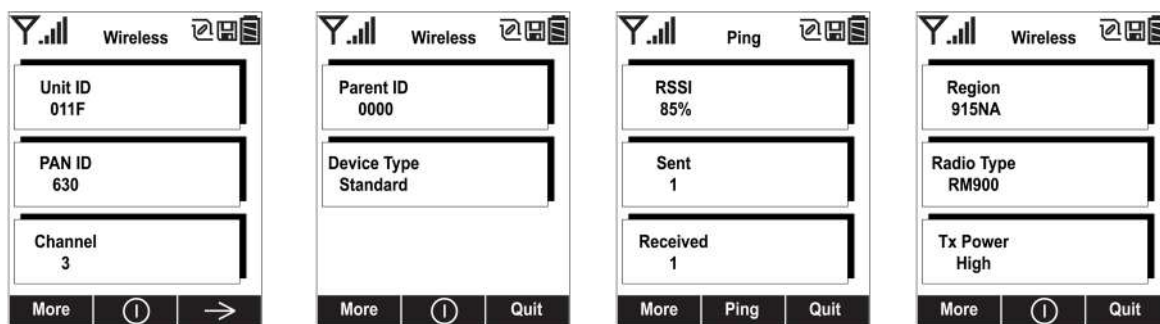 Wireless
Unit ID
011F
PAN ID
630
Channel
3
More
Wireless
Parent ID
0000
Device Type
Standard
More
Quit
Ping
RSSI
85%
Sent
1
Received
1
More
Ping
Quit
Wireless
Region
915NA
Radio Type
RM900
Tx Power
High
More
Quit